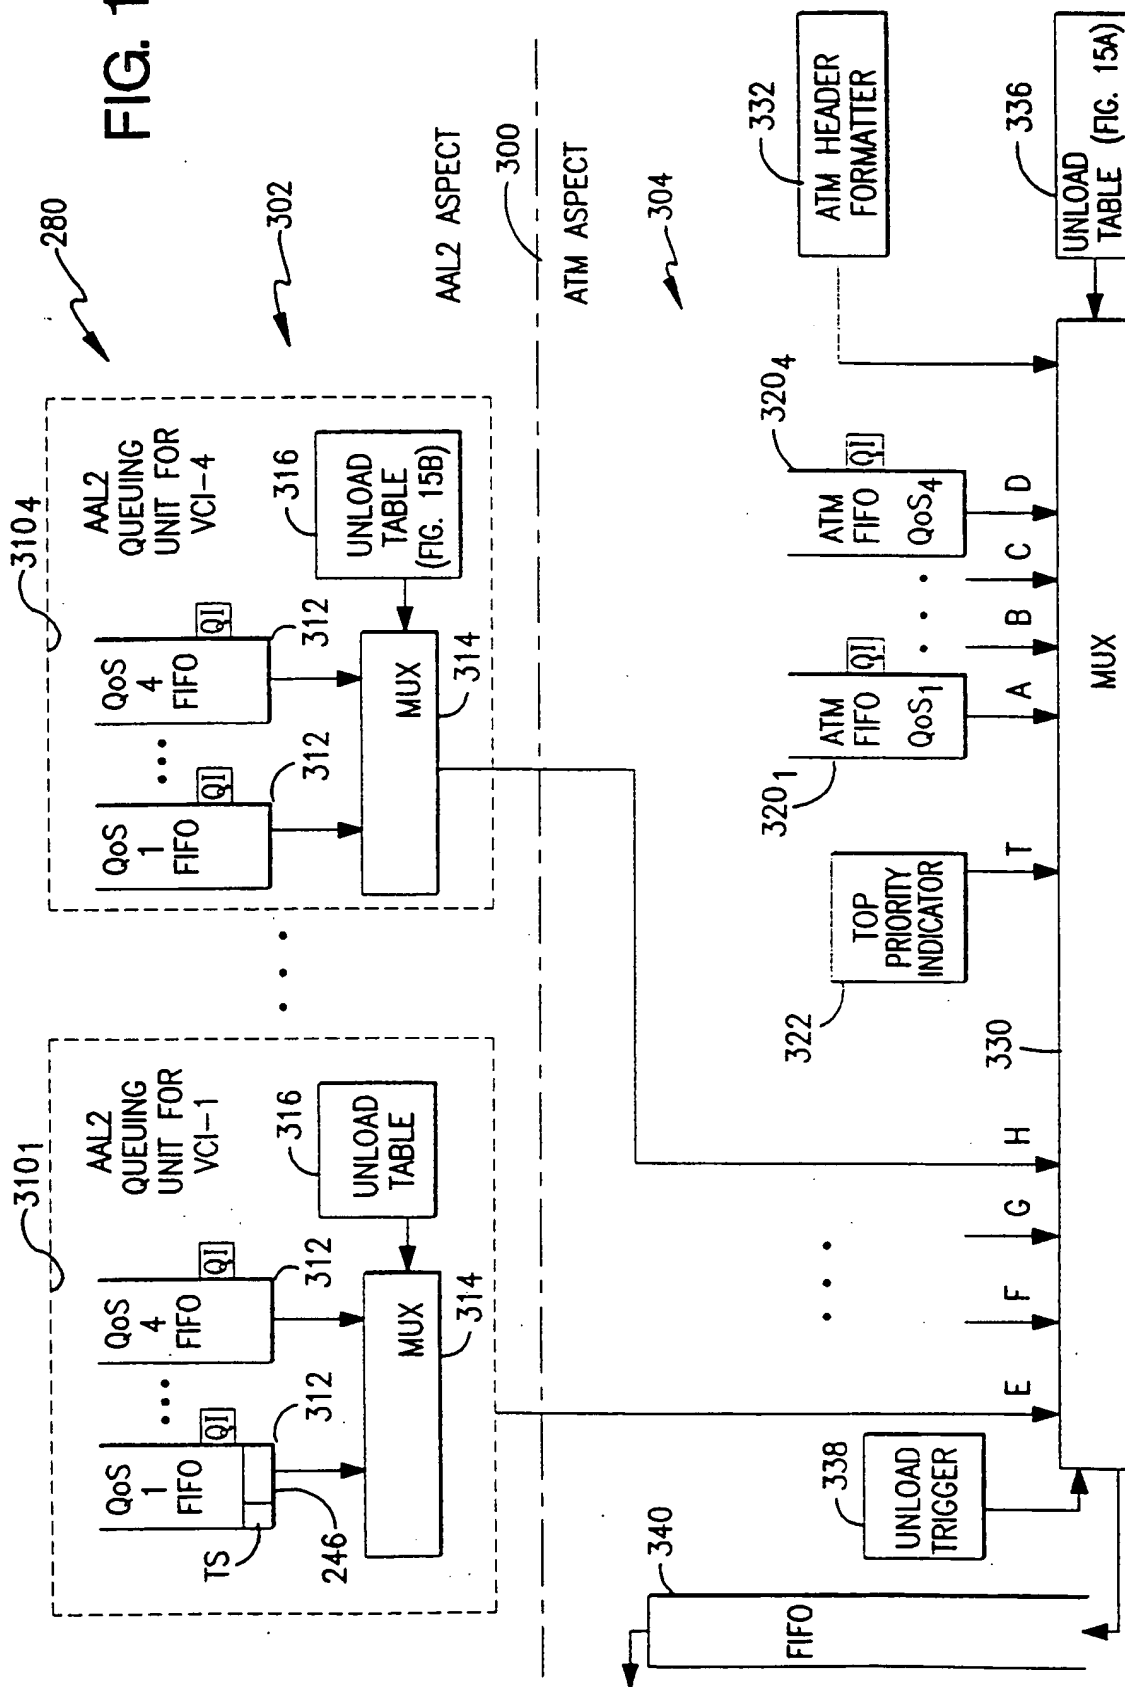 FIG. 1
280
302
3101
AAL2
QUEUING
UNIT FOR
VCI-1
QoS
1
FIFO
QI
QoS
4
FIFO
QI
312
312
TS
246
316
UNLOAD
TABLE
MUX
314
3104
AAL2
QUEUING
UNIT FOR
VCI-4
QoS
1
FIFO
QI
QoS
4
FIFO
QI
312
312
316
UNLOAD
TABLE
(FIG. 15B)
MUX
314
AAL2 ASPECT
300
ATM ASPECT
304
340
FIFO
338
UNLOAD
TRIGGER
E
F
G
H
322
TOP
PRIORITY
INDICATOR
T
3201
ATM
FIFO
QoS1
QI
A
B
C
3204
ATM
FIFO
QoS4
QI
D
332
ATM HEADER
FORMATTER
330
MUX
336
UNLOAD
TABLE (FIG. 15A)